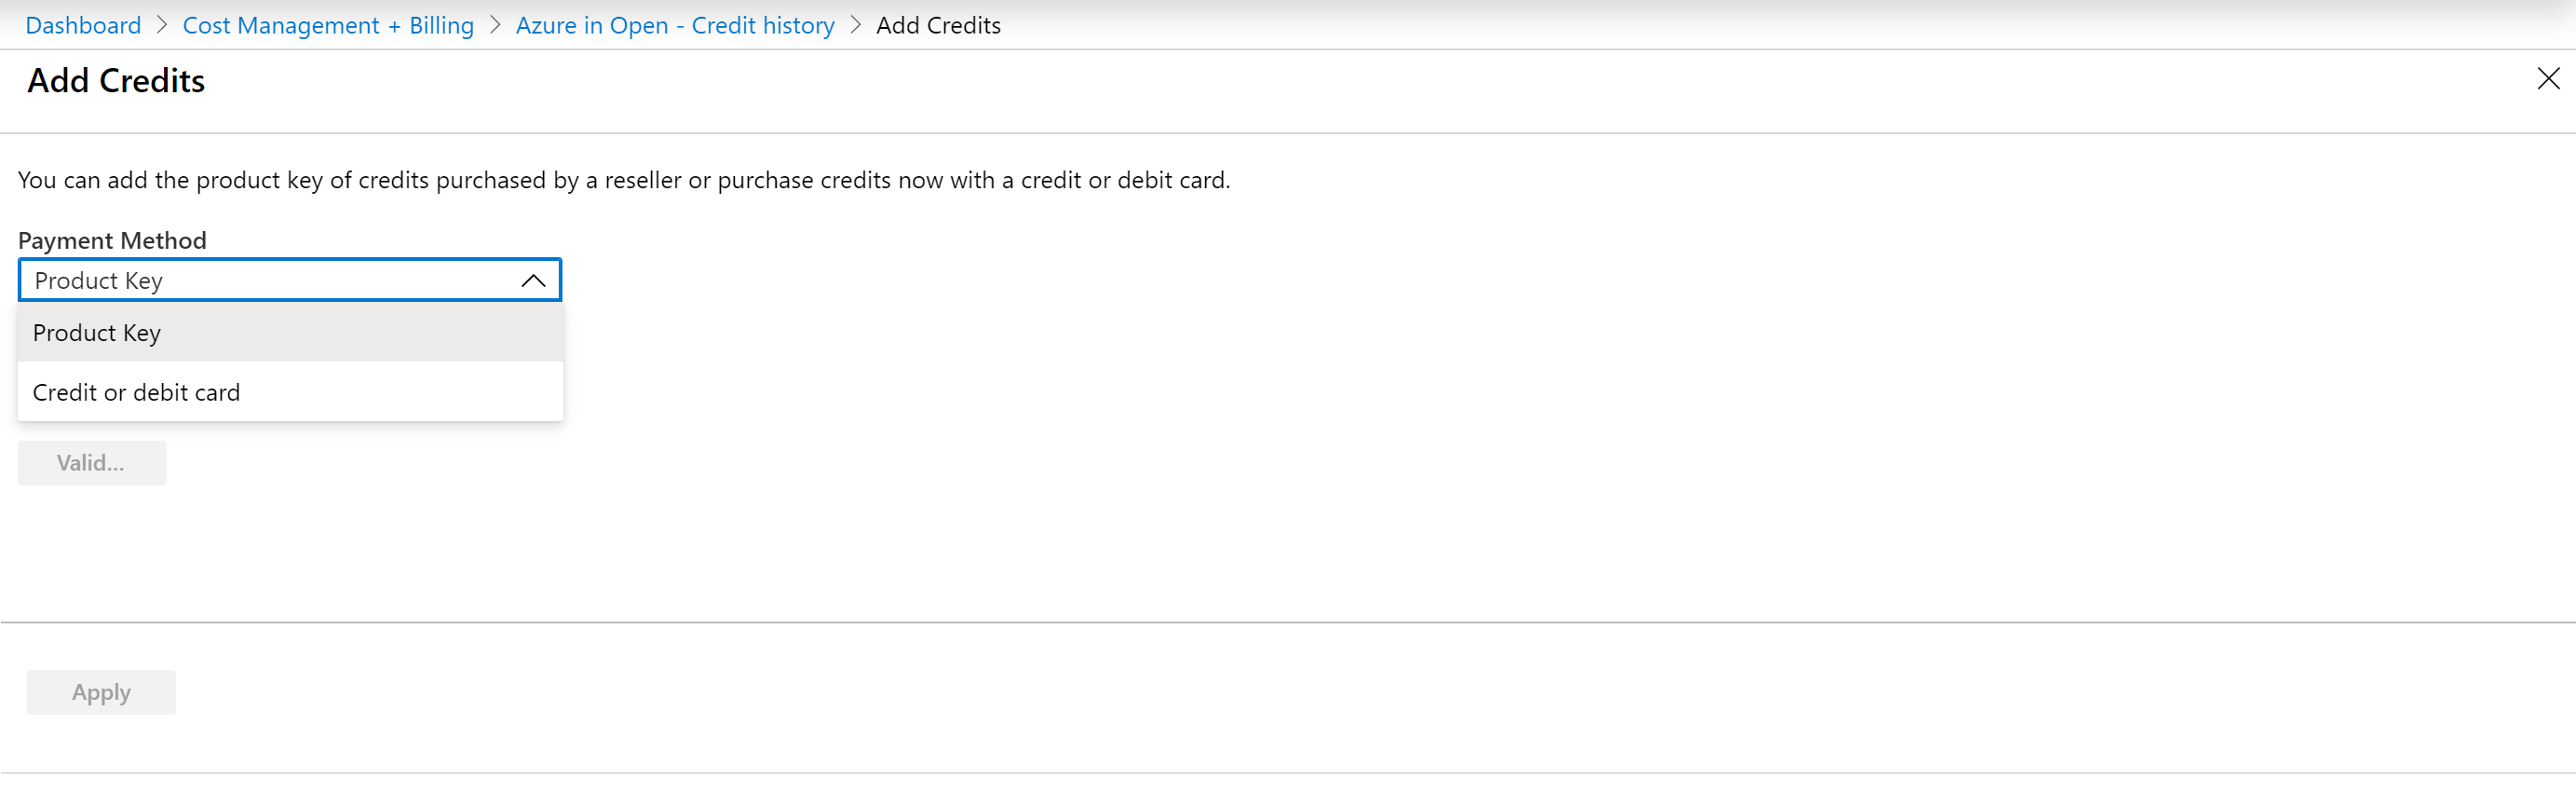 Dashboard > Cost Management + Billing > Azure in Open - Credit history > Add Credits
Add Credits
You can add the product key of credits purchased by a reseller or purchase credits now with a credit or debit card.
Payment Method
Product Key
Product Key
Credit or debit card
Valid...
Apply